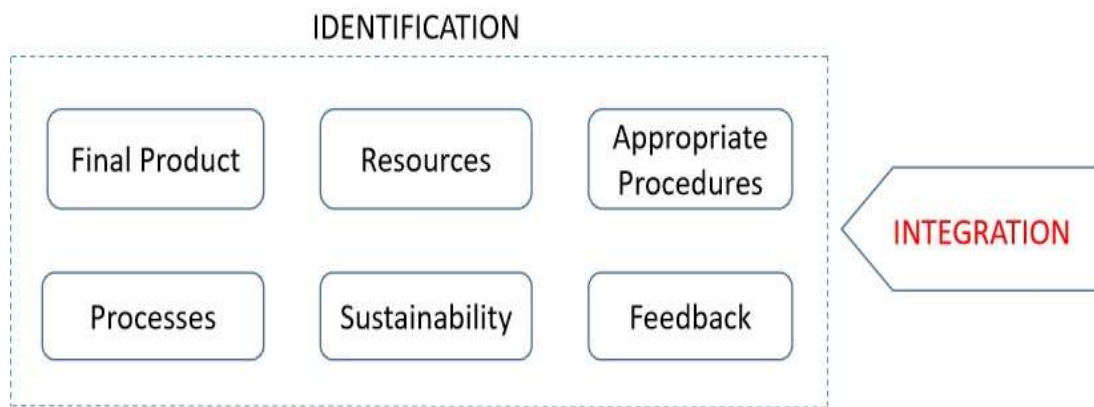 IDENTIFICATION
Final Product
Resources
Appropriate
Procedures
INTEGRATION
Processes
Sustainability
Feedback